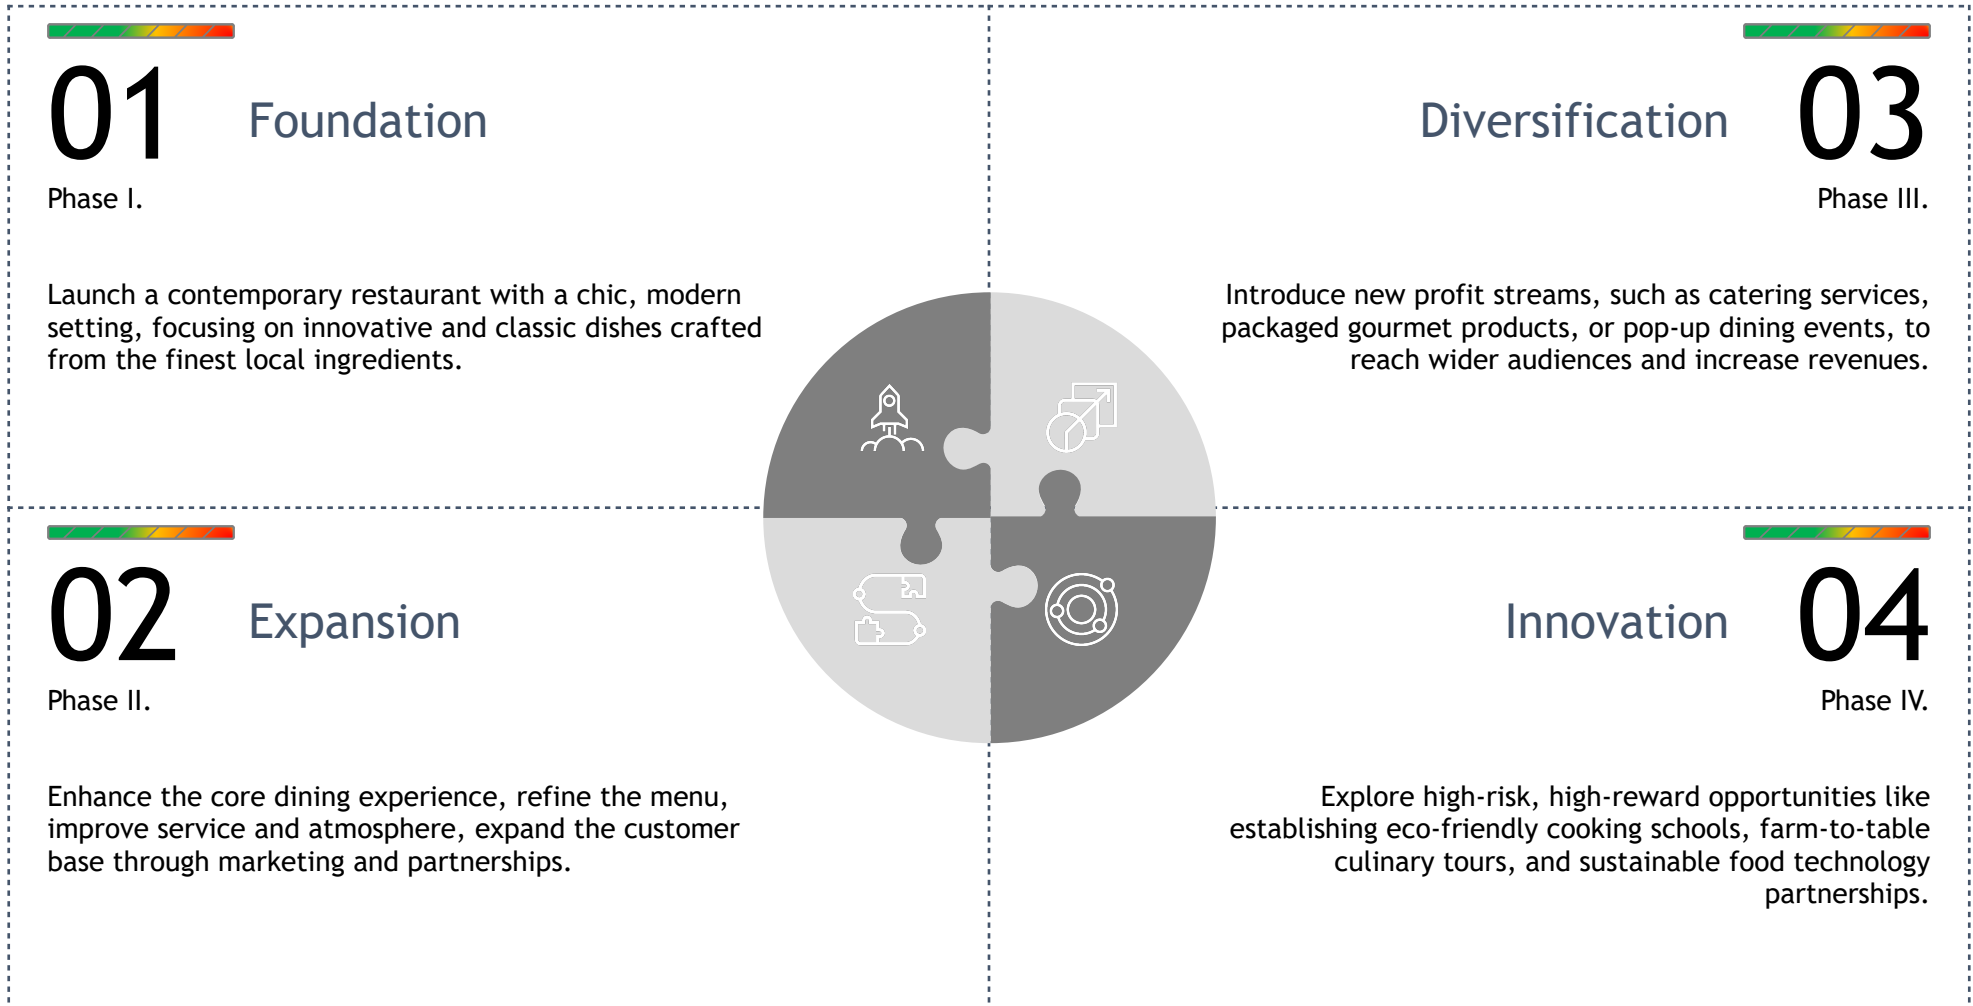 01
Foundation
Phase I.
Launch a contemporary restaurant with a chic, modern
setting, focusing on innovative and classic dishes crafted
from the finest local ingredients.
02
Expansion
Phase II.
Enhance the core dining experience, refine the menu,
improve service and atmosphere, expand the customer
base through marketing and partnerships.
Diversification
03
Phase III.
Introduce new profit streams, such as catering services,
packaged gourmet products, or pop-up dining events, to
reach wider audiences and increase revenues.
Innovation
04
Phase IV.
Explore high-risk, high-reward opportunities like
establishing eco-friendly cooking schools, farm-to-table
culinary tours, and sustainable food technology
partnerships.